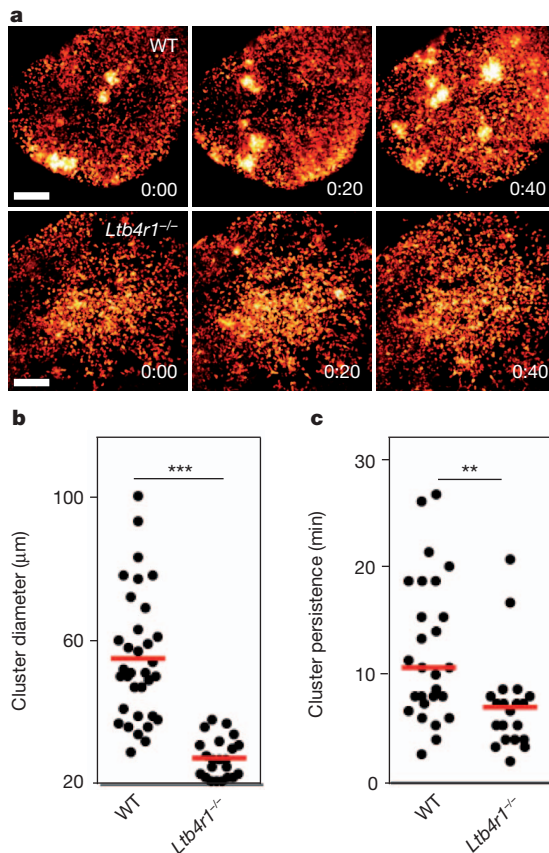 a
WT
0:00
0:20
0:40
Ltb4r1–/–
0:00
0:20
0:40
b
***
100
60
20
Cluster diameter (μm)
WT
Ltb4r1–/–
c
**
30
20
10
0
Cluster persistence (min)
WT
Ltb4r1–/–